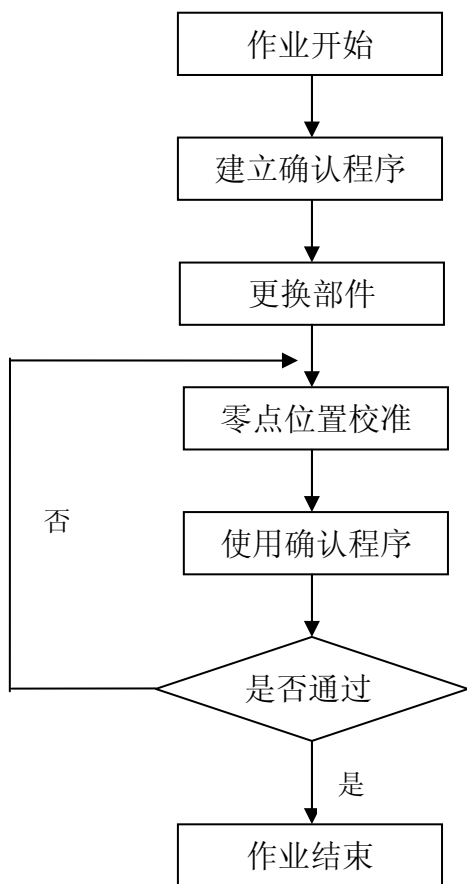 作业开始
建立确认程序
更换部件
零点位置校准
否
使用确认程序
是否通过
是
作业结束